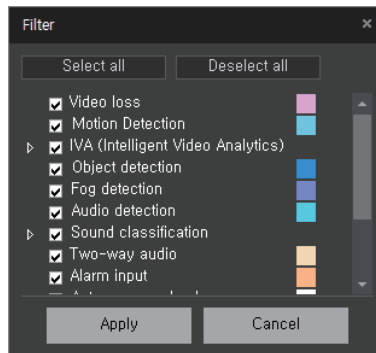 Filter
Select all
Deselect all
Video loss
Motion Detection
IVA (Intelligent Video Analytics)
Object detection
Fog detection
Audio detection
Sound classification
Two-way audio
Alarm input
Apply
Cancel